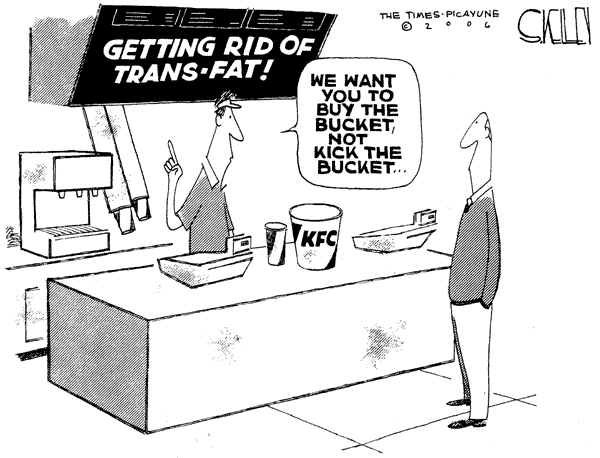 THE TIMES-PICAYUNE
© 2006
GETTING RID OF
TRANS-FAT!
WE WANT
YOU TO
BUY THE
BUCKET,
NOT
KICK THE
BUCKET...
KFC